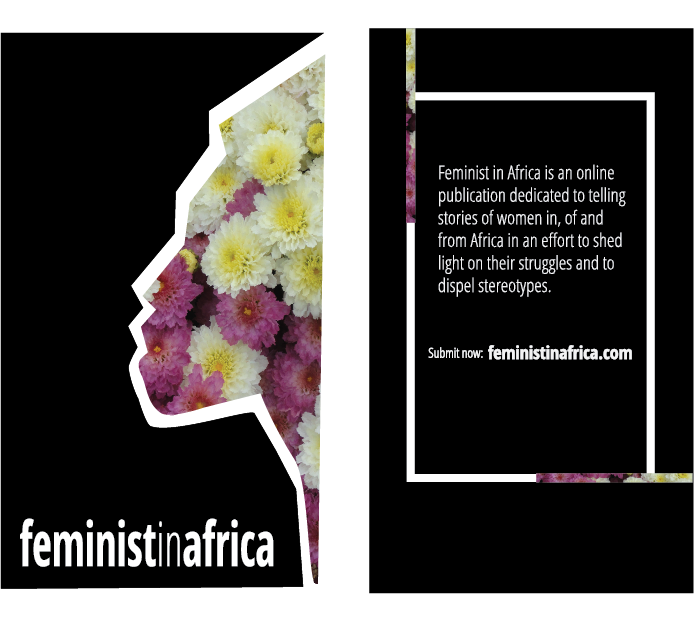 feministinafrica
Feminist in Africa is an online
publication dedicated to telling
stories of women in, of and
from Africa in an effort to shed
light on their struggles and to
dispel stereotypes.
Submit now: feministinafrica.com